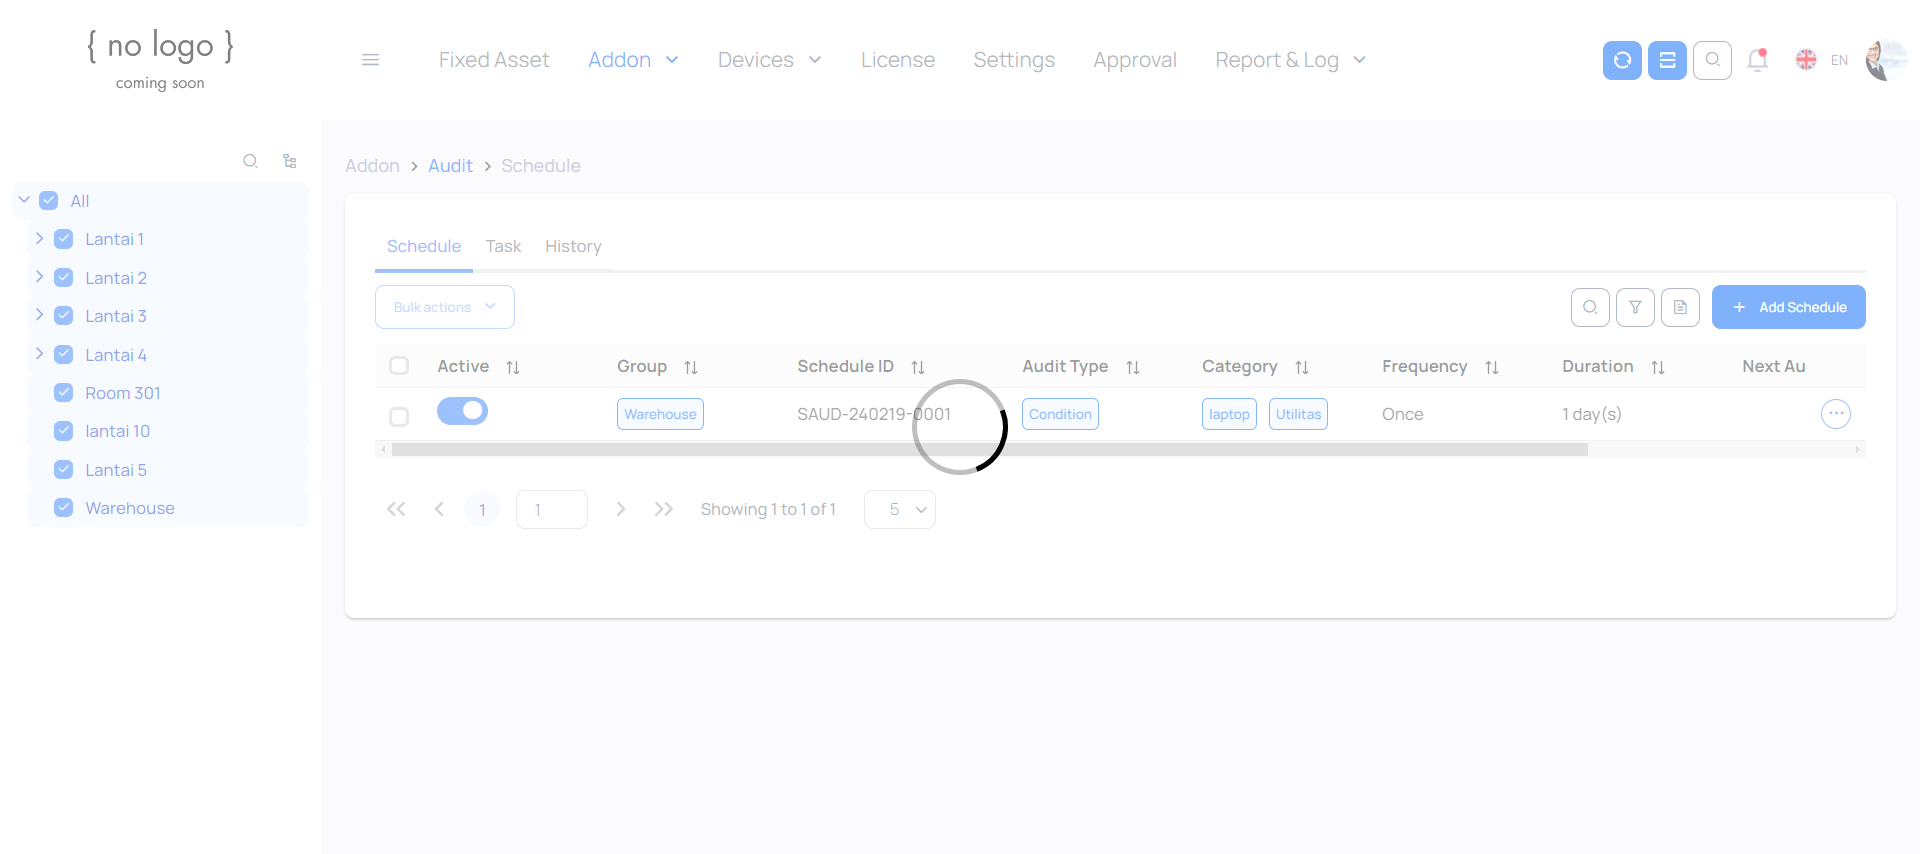 { no logo }
coming soon
Fixed Asset Addon Devices License Settings Approval Report & Log EN
All
Lantai 1
Lantai 2
Lantai 3
Lantai 4
Room 301
lantai 10
Lantai 5
Warehouse
Addon > Audit > Schedule
Schedule Task History
Bulk actions + Add Schedule
Active Group Schedule ID Audit Type Category Frequency Duration Next Au
Warehouse SAUD-240219-0001 Condition laptop Utilitas Once 1 day(s)
1 1 Showing 1 to 1 of 1 5